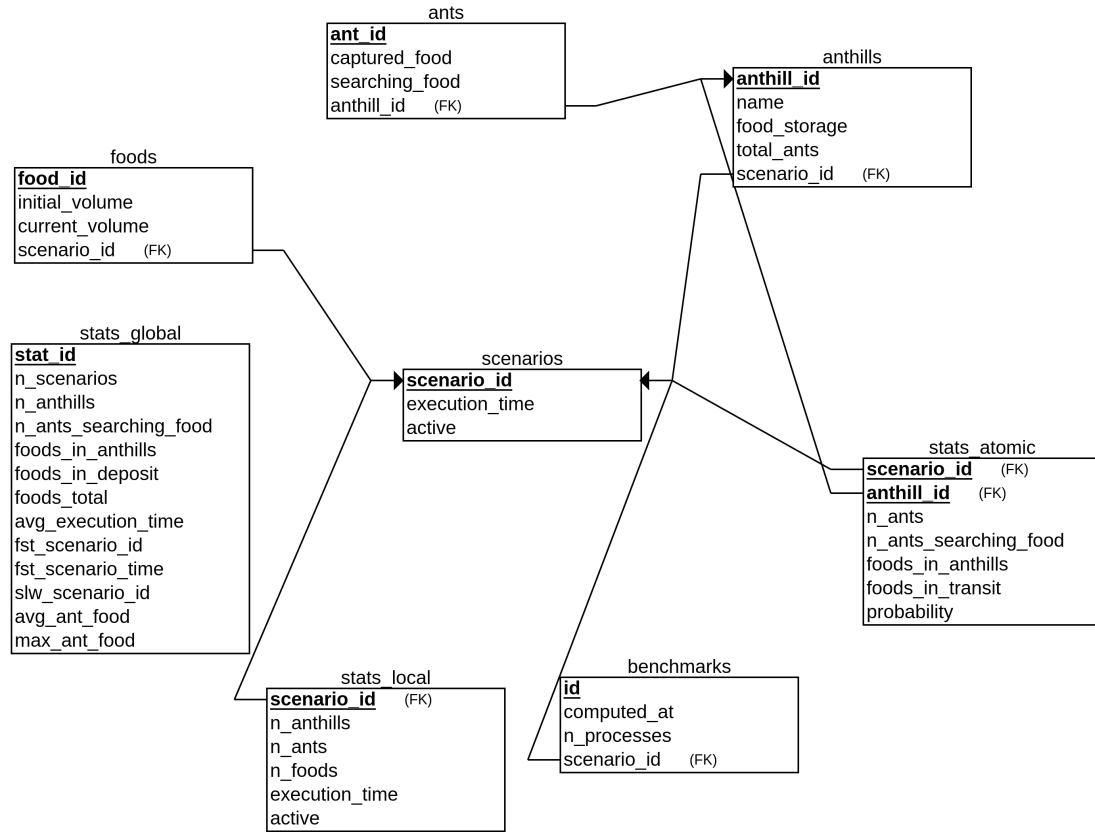 ants
ant_id
captured_food
searching_food
anthill_id (FK)
anthills
anthill_id
name
food_storage
total_ants
scenario_id (FK)
foods
food_id
initial_volume
current_volume
scenario_id (FK)
stats_global
stat_id
n_scenarios
n_anthills
n_ants_searching_food
foods_in_anthills
foods_in_deposit
foods_total
avg_execution_time
fst_scenario_id
fst_scenario_time
slw_scenario_id
avg_ant_food
max_ant_food
scenarios
scenario_id
execution_time
active
stats_atomic
scenario_id (FK)
anthill_id (FK)
n_ants
n_ants_searching_food
foods_in_anthills
foods_in_transit
probability
stats_local
scenario_id (FK)
n_anthills
n_ants
n_foods
execution_time
active
benchmarks
id
computed_at
n_processes
scenario_id (FK)